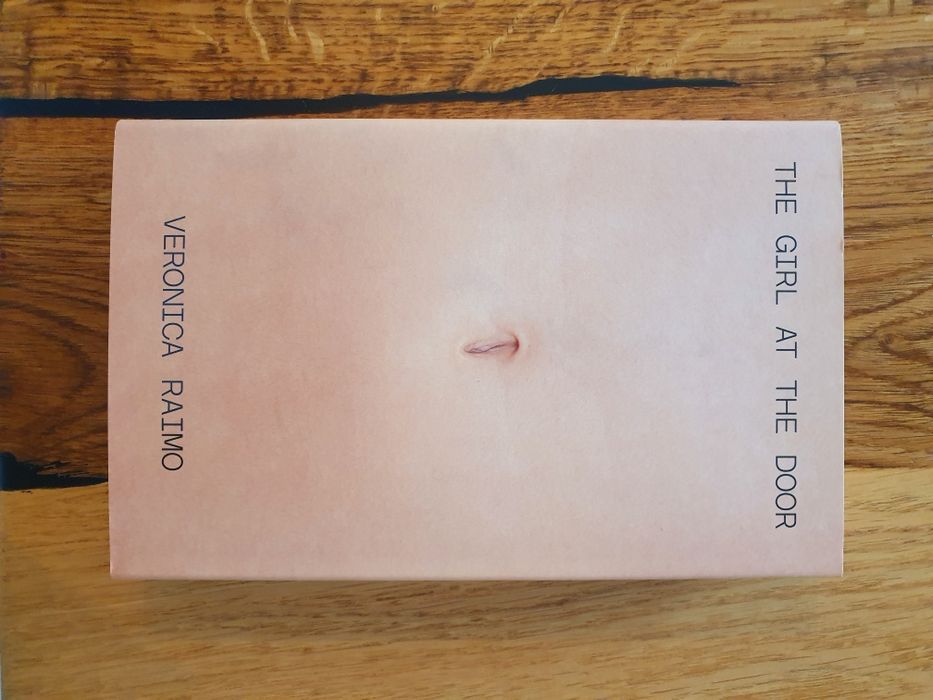 THE GIRL AT THE DOOR
VERONICA RAIMO